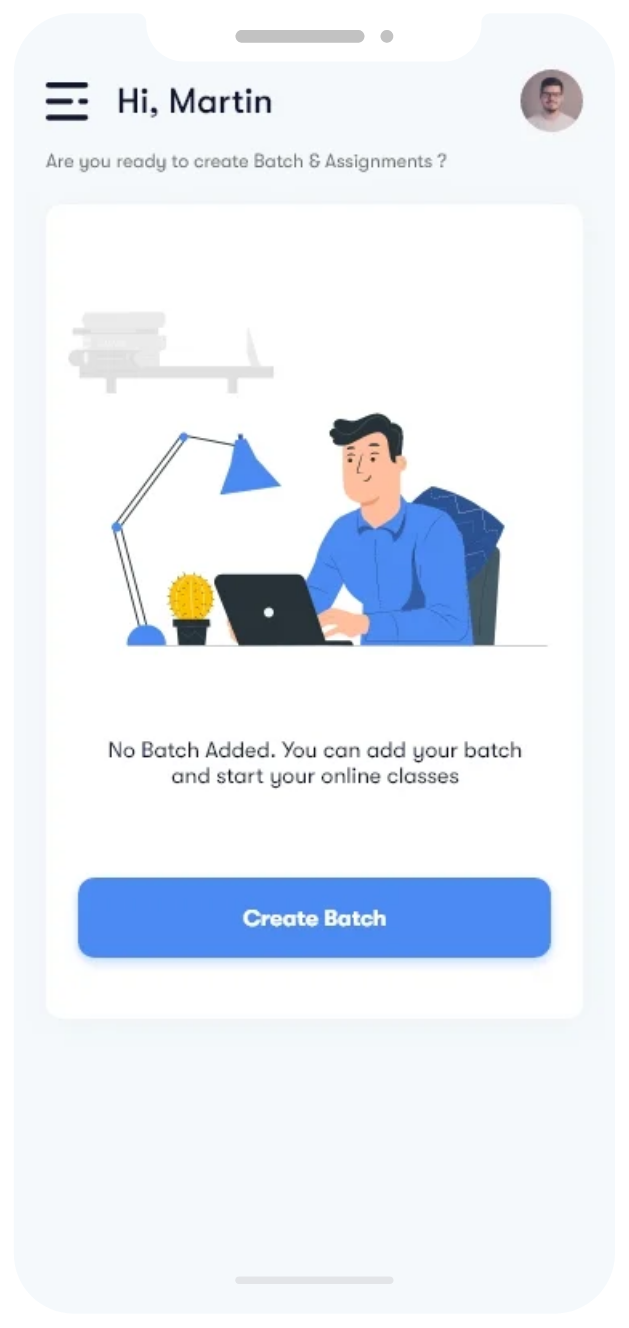 Hi, Martin
Are you ready to create Batch & Assignments ?
No Batch Added. You can add your batch
and start your online classes
Create Batch